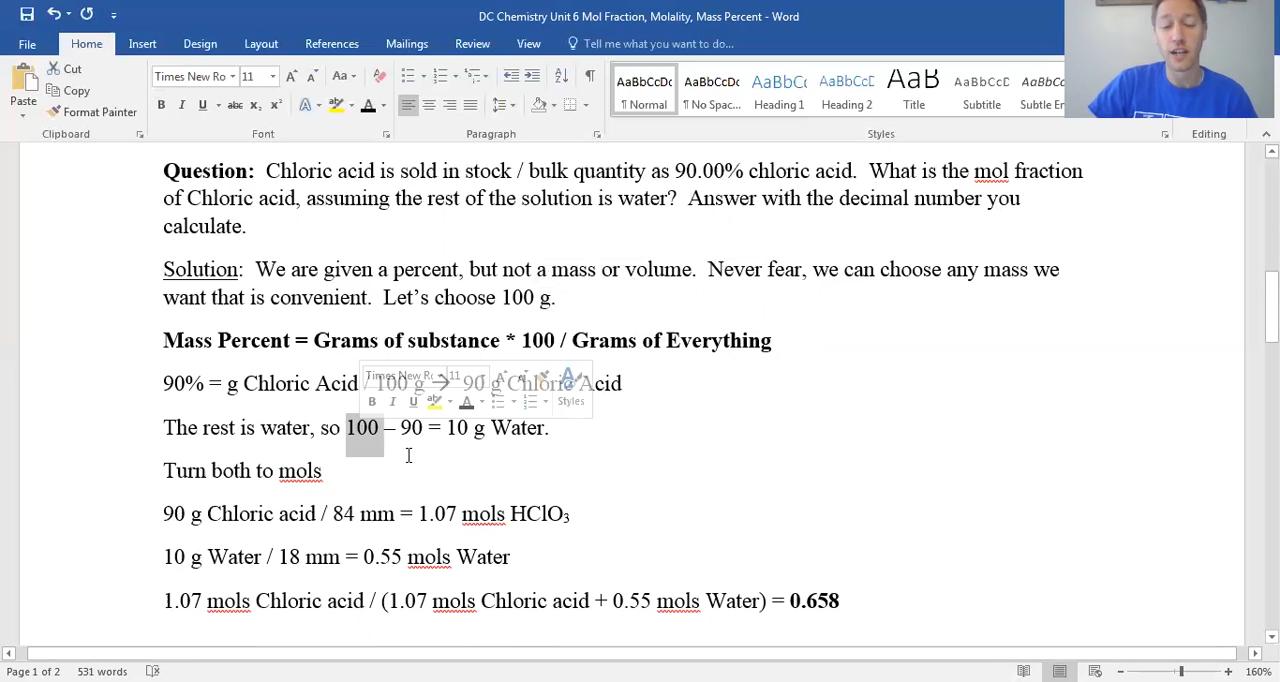 DC Chemistry Unit 6 Mol Fraction, Molality, Mass Percent - Word
File Home Insert Design Layout References Mailings Review View Tell me what you want to do...
Paste
Cut
Copy
Format Painter
Times New Ro 11
AaBbCcDc AaBbCcDc AaBbCc AaBbCcD AaB AaBbCcD AaBbCcD
¶ Normal ¶ No Spac... Heading 1 Heading 2 Title Subtitle Subtle En
Clipboard Font Paragraph Styles Editing
Question: Chloric acid is sold in stock / bulk quantity as 90.00% chloric acid. What is the mol fraction
of Chloric acid, assuming the rest of the solution is water? Answer with the decimal number you
calculate.
Solution: We are given a percent, but not a mass or volume. Never fear, we can choose any mass we
want that is convenient. Let's choose 100 g.
Mass Percent = Grams of substance * 100 / Grams of Everything
Times New Ro 11
90% = g Chloric Acid / 100 g → 90 g Chloric Acid
Styles
The rest is water, so 100 – 90 = 10 g Water.
Turn both to mols
90 g Chloric acid / 84 mm = 1.07 mols HClO₃
10 g Water / 18 mm = 0.55 mols Water
1.07 mols Chloric acid / (1.07 mols Chloric acid + 0.55 mols Water) = 0.658
Page 1 of 2 531 words 160%